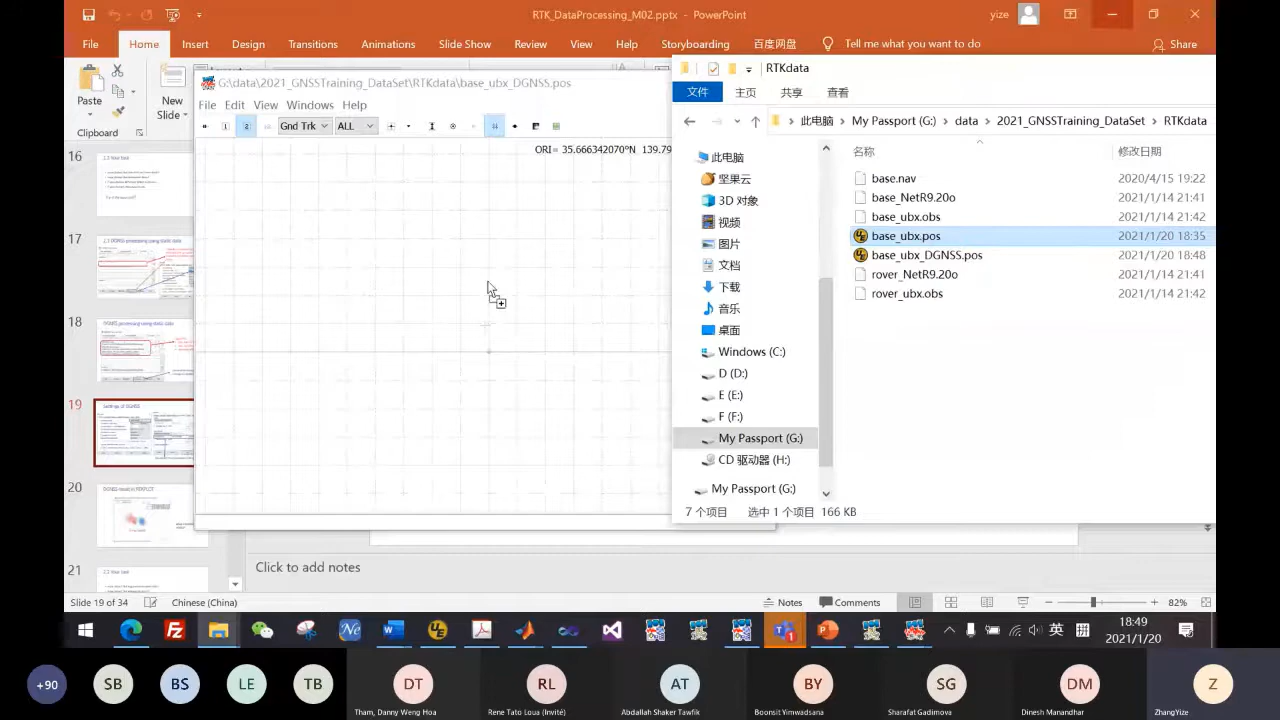 RTK_DataProcessing_M02.pptx - PowerPoint
yize
File Home Insert Design Transitions Animations Slide Show Review View Help Storyboarding 百度网盘 Tell me what you want to do Share
Paste
New
Slide
Clipboard
G:\data\2021_GNSSTraining_DataSet\RTKdata\base_ubx_DGNSS.pos
File Edit View Windows Help
1 2 Gnd Trk ALL
ORI= 35.666342070°N 139.79
RTKdata
文件 主页 共享 查看
此电脑 > My Passport (G:) > data > 2021_GNSSTraining_DataSet > RTKdata
名称 修改日期
base.nav 2020/4/15 19:22
base_NetR9.20o 2021/1/14 21:41
base_ubx.obs 2021/1/14 21:42
base_ubx.pos 2021/1/20 18:35
base_ubx_DGNSS.pos 2021/1/20 18:48
rover_NetR9.20o 2021/1/14 21:41
rover_ubx.obs 2021/1/14 21:42
此电脑
坚果云
3D 对象
视频
图片
文档
下载
音乐
桌面
Windows (C:)
D (D:)
E (E:)
F (F:)
My Passport (G:
CD 驱动器 (H:)
My Passport (G:)
7 个项目 选中 1 个项目 166 KB
16
17
18
19
20
21
Click to add notes
Slide 19 of 34 Chinese (China) Notes Comments 82%
英
18:49
2021/1/20
+90 SB BS LE TB DT RL AT BY SG DM Z
Tham, Danny Weng Hoa
Rene Tato Loua (Invité)
Abdallah Shaker Tawfik
Boonsit Yimwadsana
Sharafat Gadimova
Dinesh Manandhar
ZhangYize